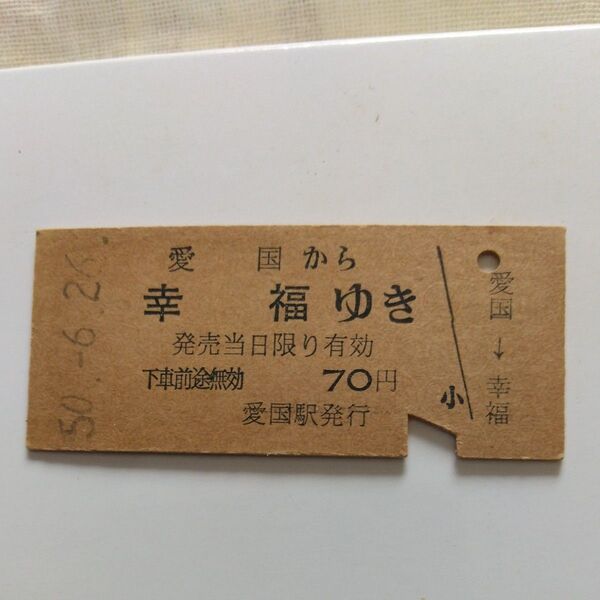 愛国から
幸福ゆき
発売当日限り有効
下車前途無効 70円
愛国駅発行
小
愛国→幸福
50.-6.26.